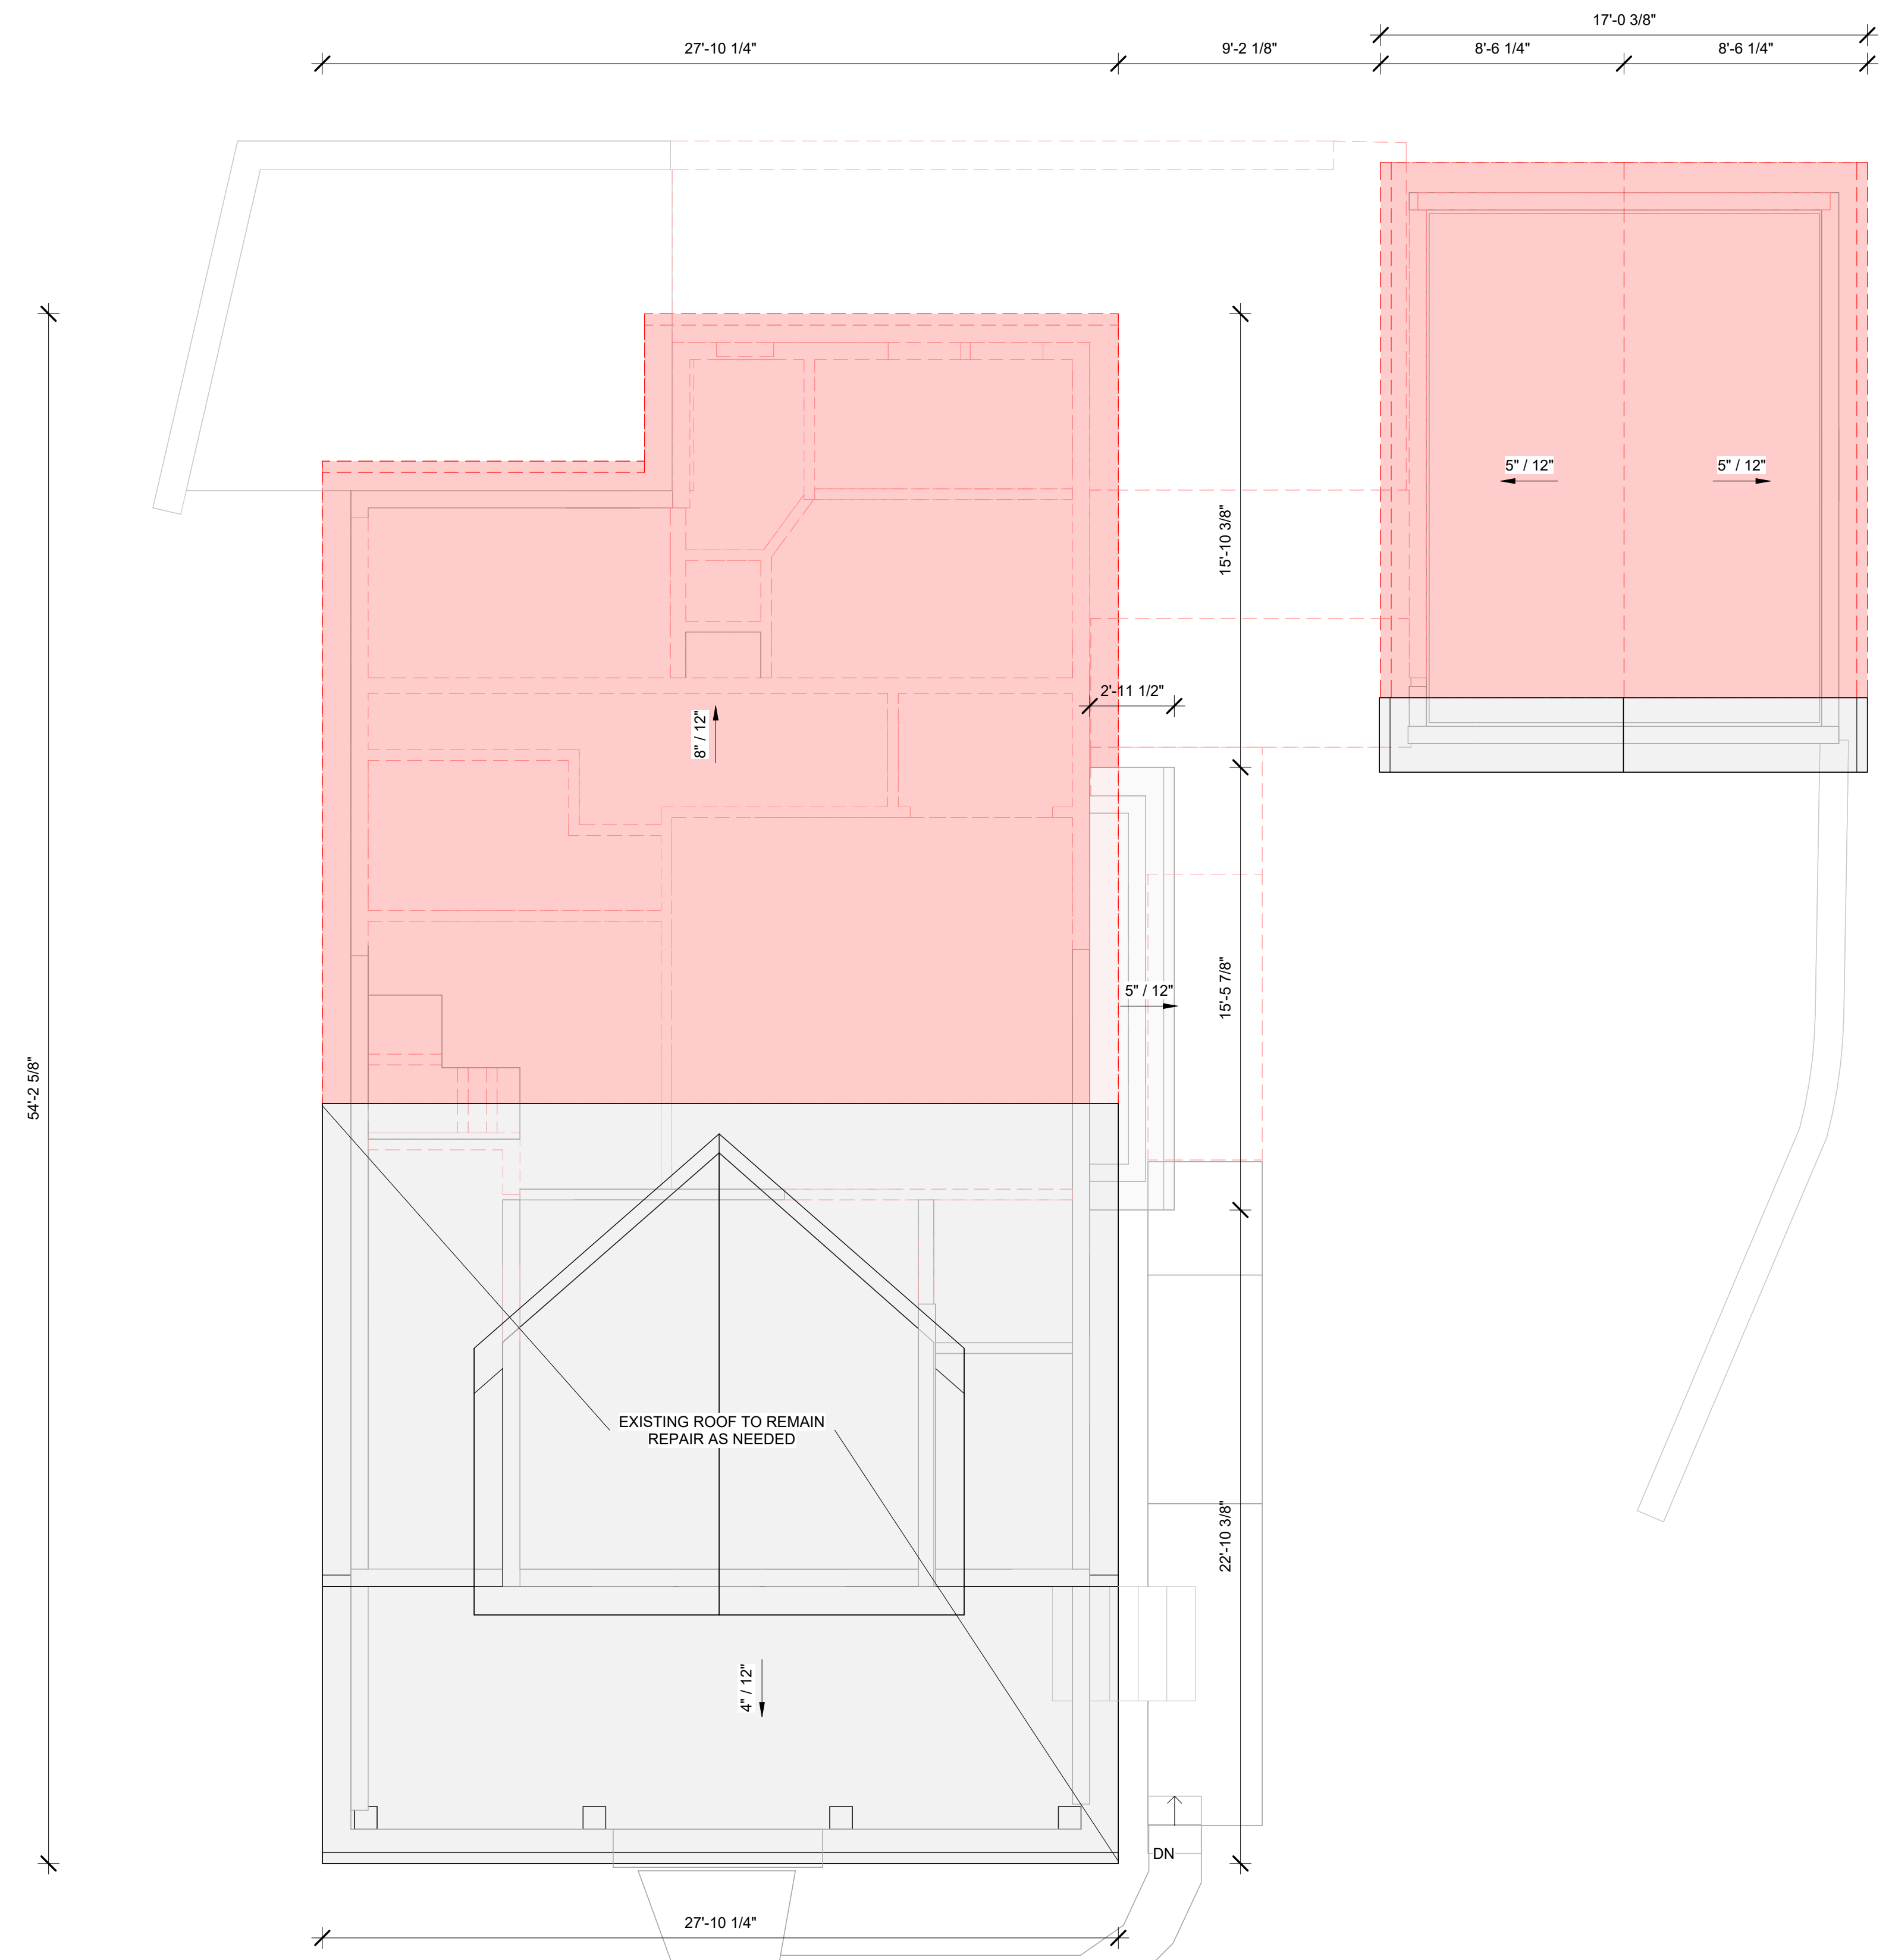 17'-0 3/8"
27'-10 1/4"
9'-2 1/8"
8'-6 1/4"
8'-6 1/4"
5" / 12"
5" / 12"
15'-10 3/8"
2'-11 1/2"
8" / 12"
5" / 12"
15'-5 7/8"
54'-2 5/8"
EXISTING ROOF TO REMAIN
REPAIR AS NEEDED
22'-10 3/8"
4" / 12"
DN
27'-10 1/4"